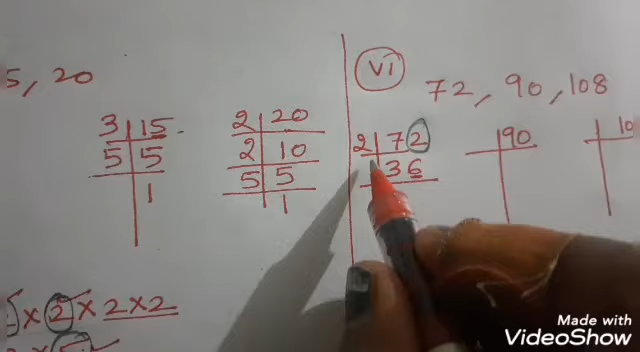 5, 20
3 | 15
5 | 5
1
2 | 20
2 | 10
5 | 5
1
vi
72, 90, 108
2 | 72
36
90
10
x 2 x 2 x 2
Made with
VideoShow